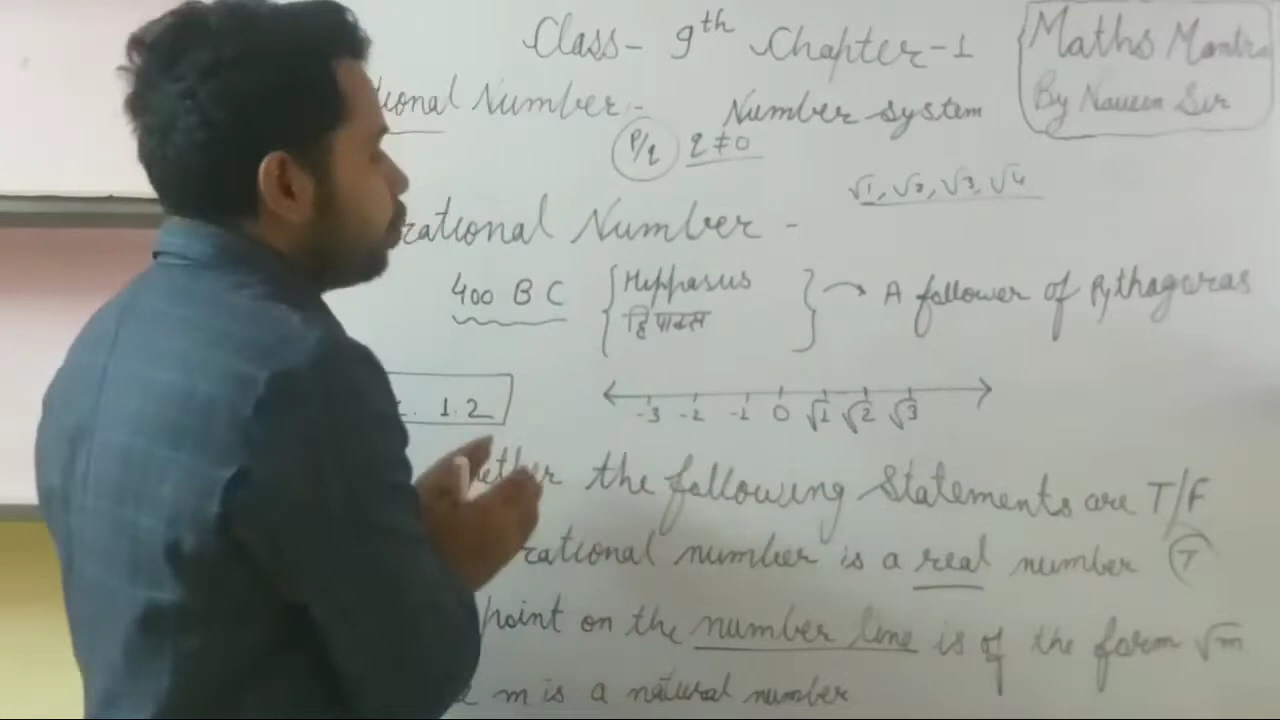 Class- 9th Chapter-1
Maths Mantra
By Naveen Sir
tional Number:-
Number-system
P/q q ≠ 0
√1, √2, √3, √4
rational Number -
400 B C { Hippasus } → A follower of Pythagoras
-3 -2 -1 0 √1 √2 √3
1.2
ether the following Statements are T/F
rational number is a real number T
point on the number line is of the form √m
m is a natural number